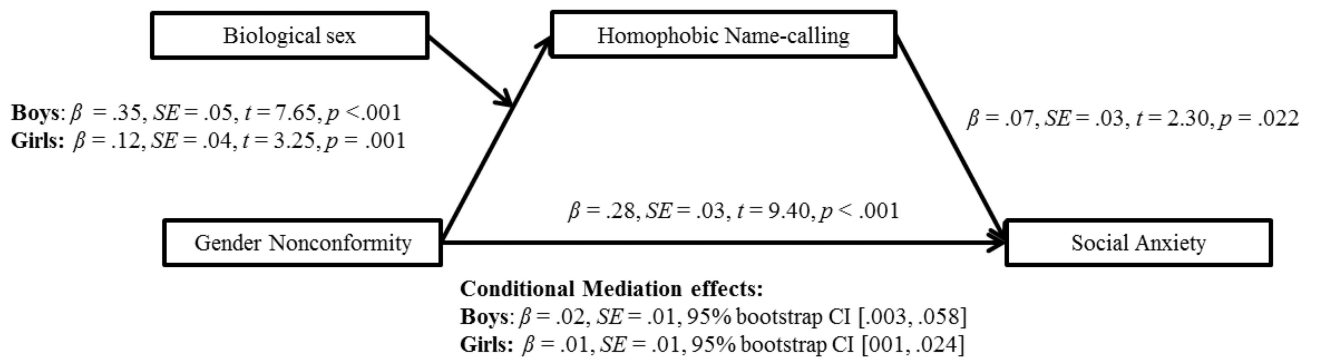 Biological sex
Homophobic Name-calling
Boys: β = .35, SE = .05, t = 7.65, p <.001
Girls: β = .12, SE = .04, t = 3.25, p = .001
β = .07, SE = .03, t = 2.30, p = .022
β = .28, SE = .03, t = 9.40, p < .001
Gender Nonconformity
Social Anxiety
Conditional Mediation effects:
Boys: β = .02, SE = .01, 95% bootstrap CI [.003, .058]
Girls: β = .01, SE = .01, 95% bootstrap CI [001, .024]